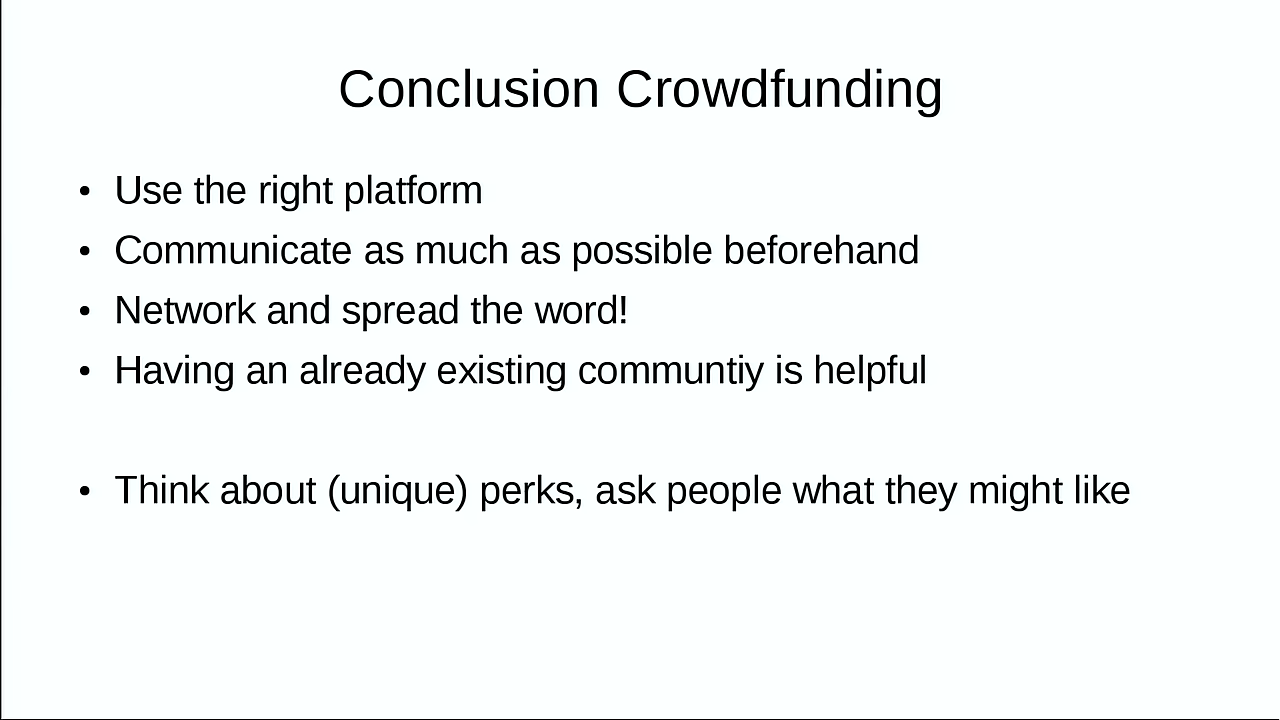 Conclusion Crowdfunding
• Use the right platform
• Communicate as much as possible beforehand
• Network and spread the word!
• Having an already existing communtiy is helpful
• Think about (unique) perks, ask people what they might like